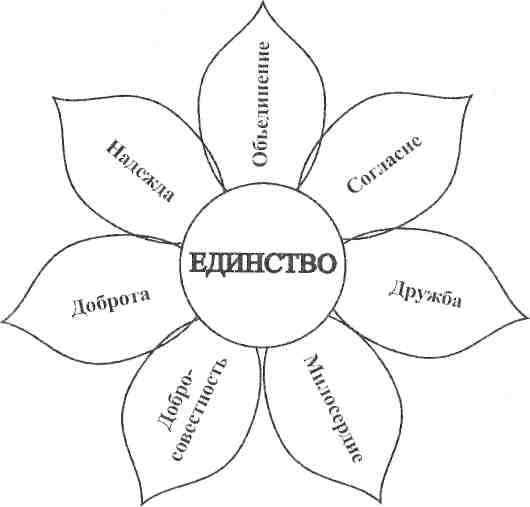 Объединение
Согласие
Дружба
Милосердие
Добро-
совестность
Доброта
Надежда
ЕДИНСТВО